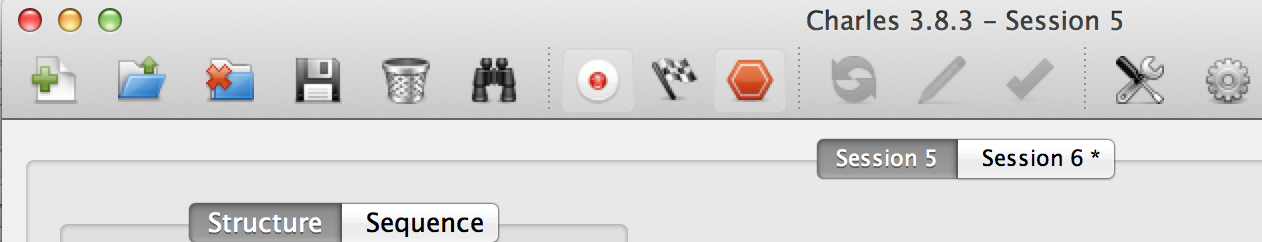 Charles 3.8.3 – Session 5
Session 5 Session 6 *
Structure Sequence